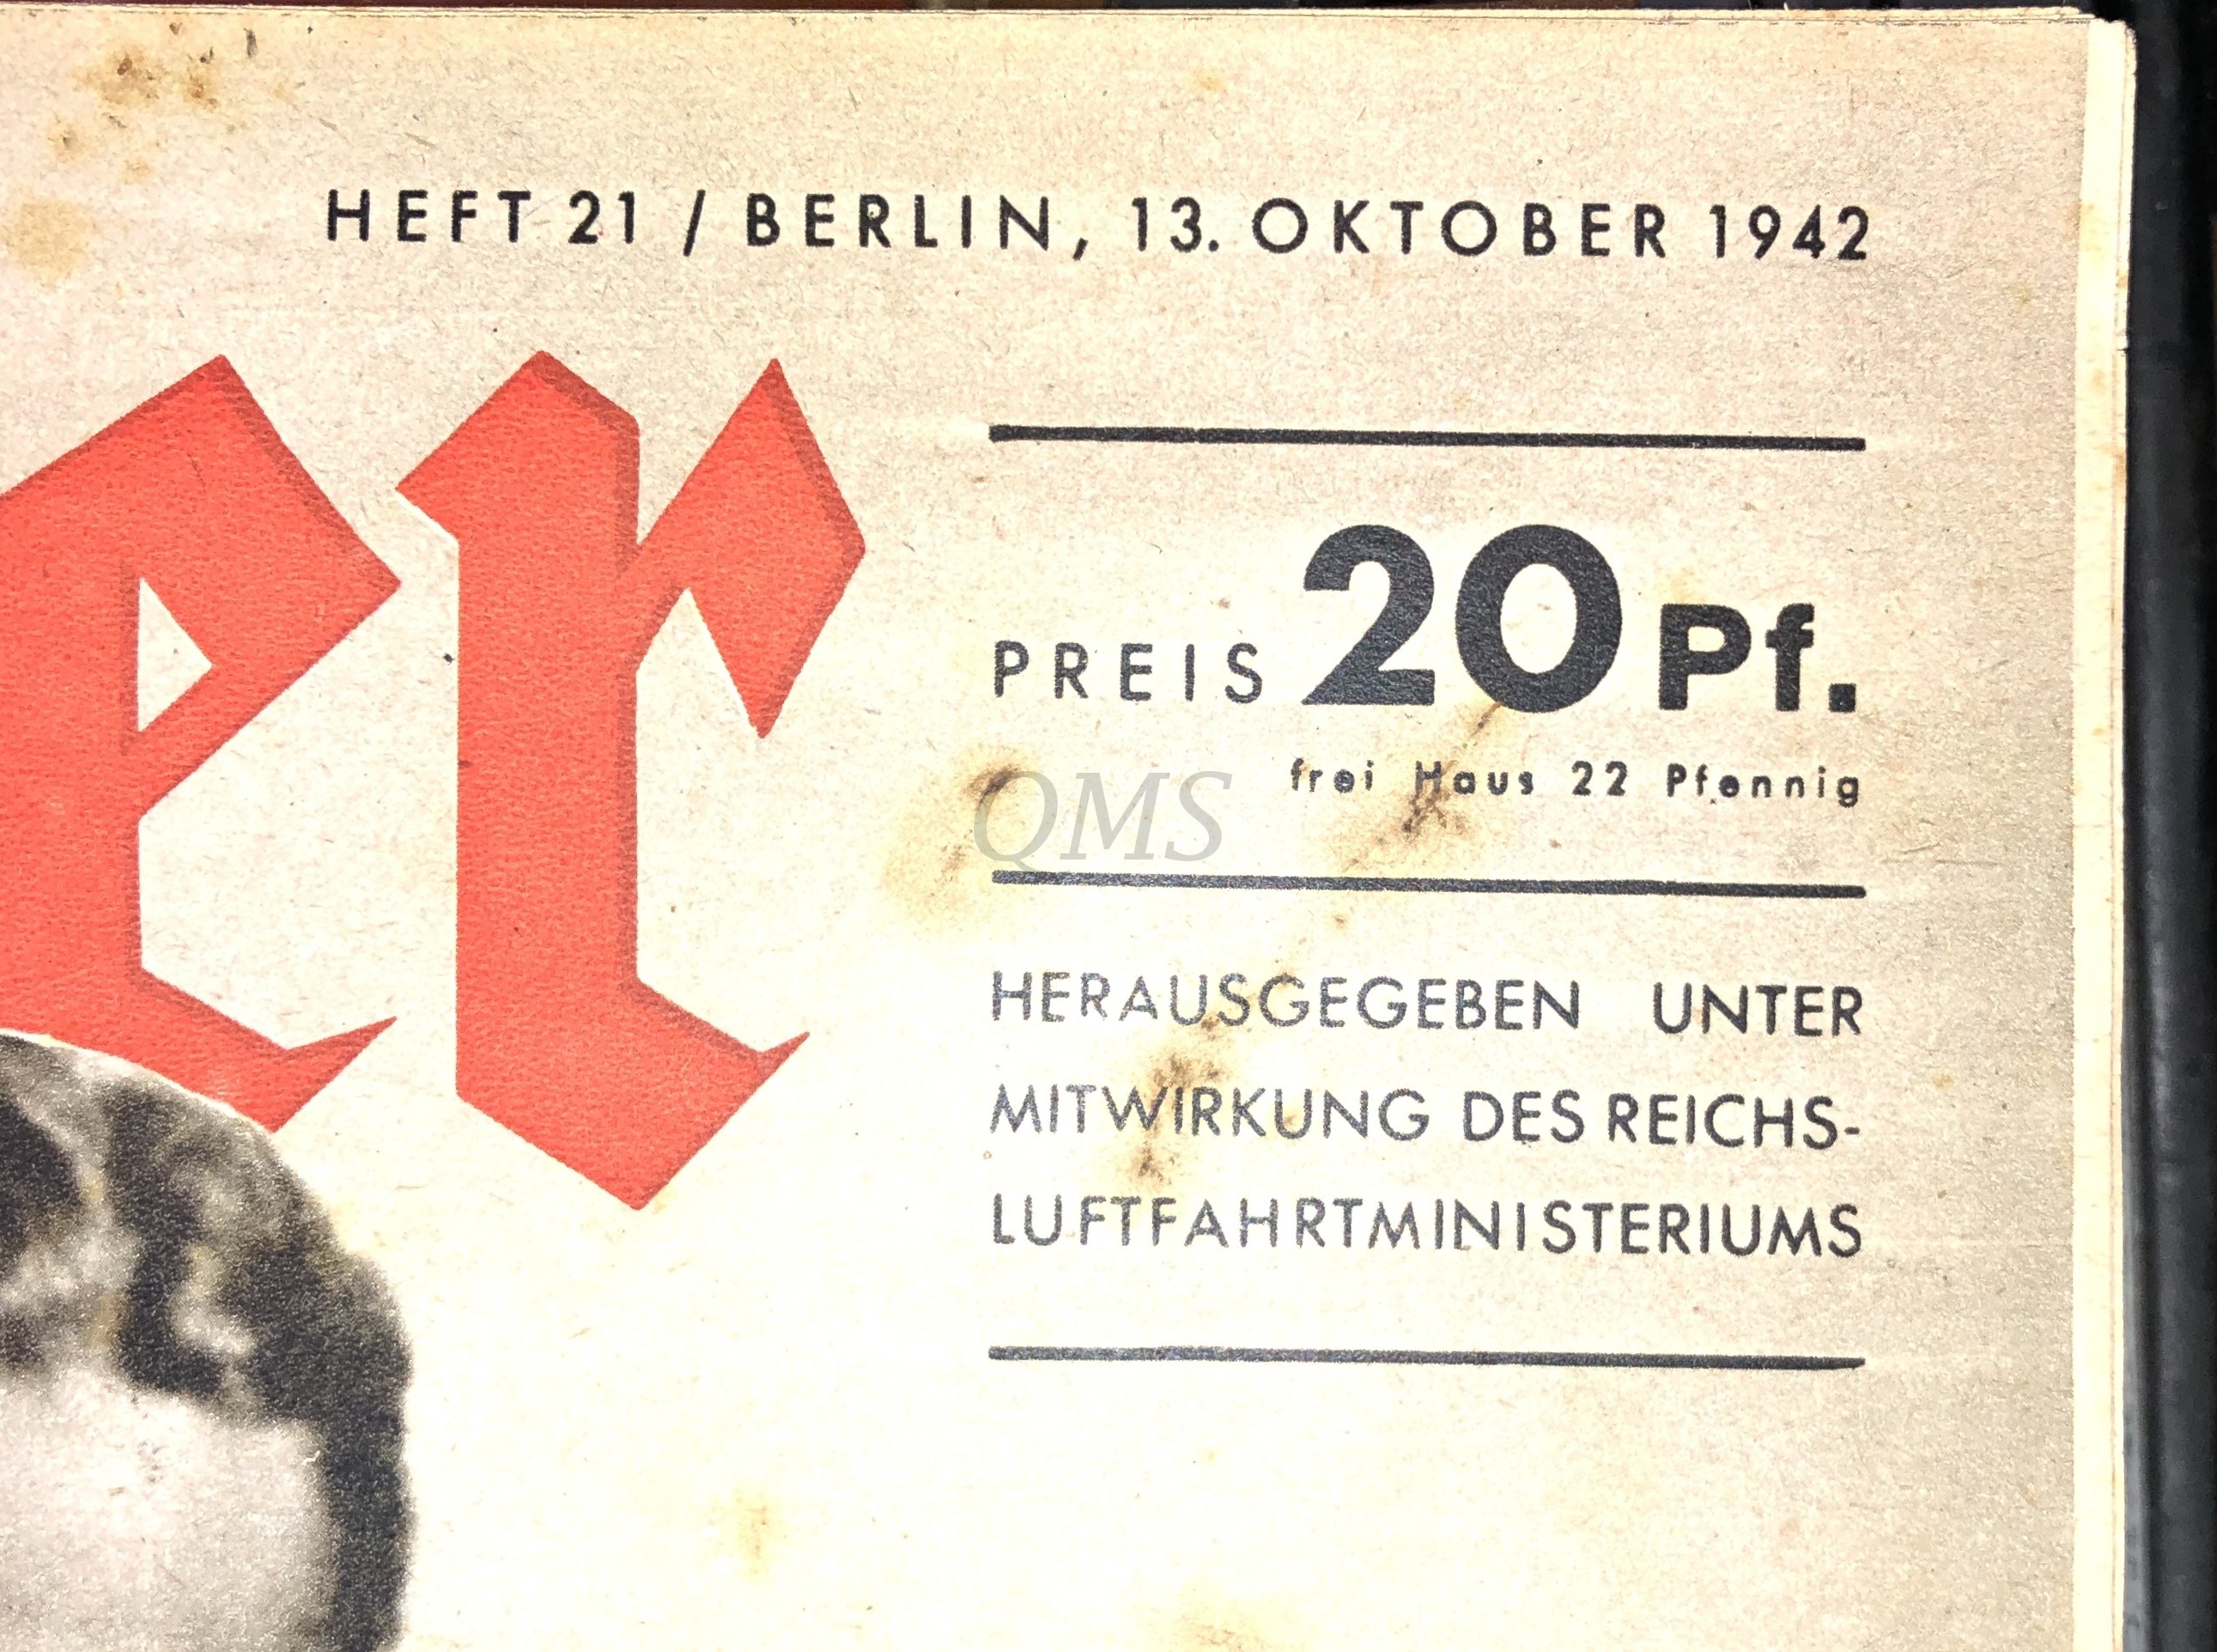 HEFT 21 / BERLIN, 13. OKTOBER 1942
er
PREIS 20 Pf.
frei Haus 22 Pfennig
QMS
HERAUSGEGEBEN UNTER
MITWIRKUNG DES REICHS-
LUFTFAHRTMINISTERIUMS